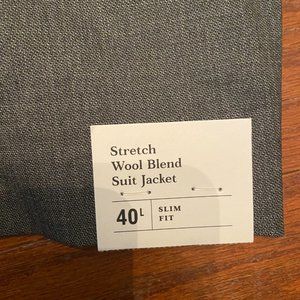 Stretch
Wool Blend
Suit Jacket
40L
SLIM
FIT